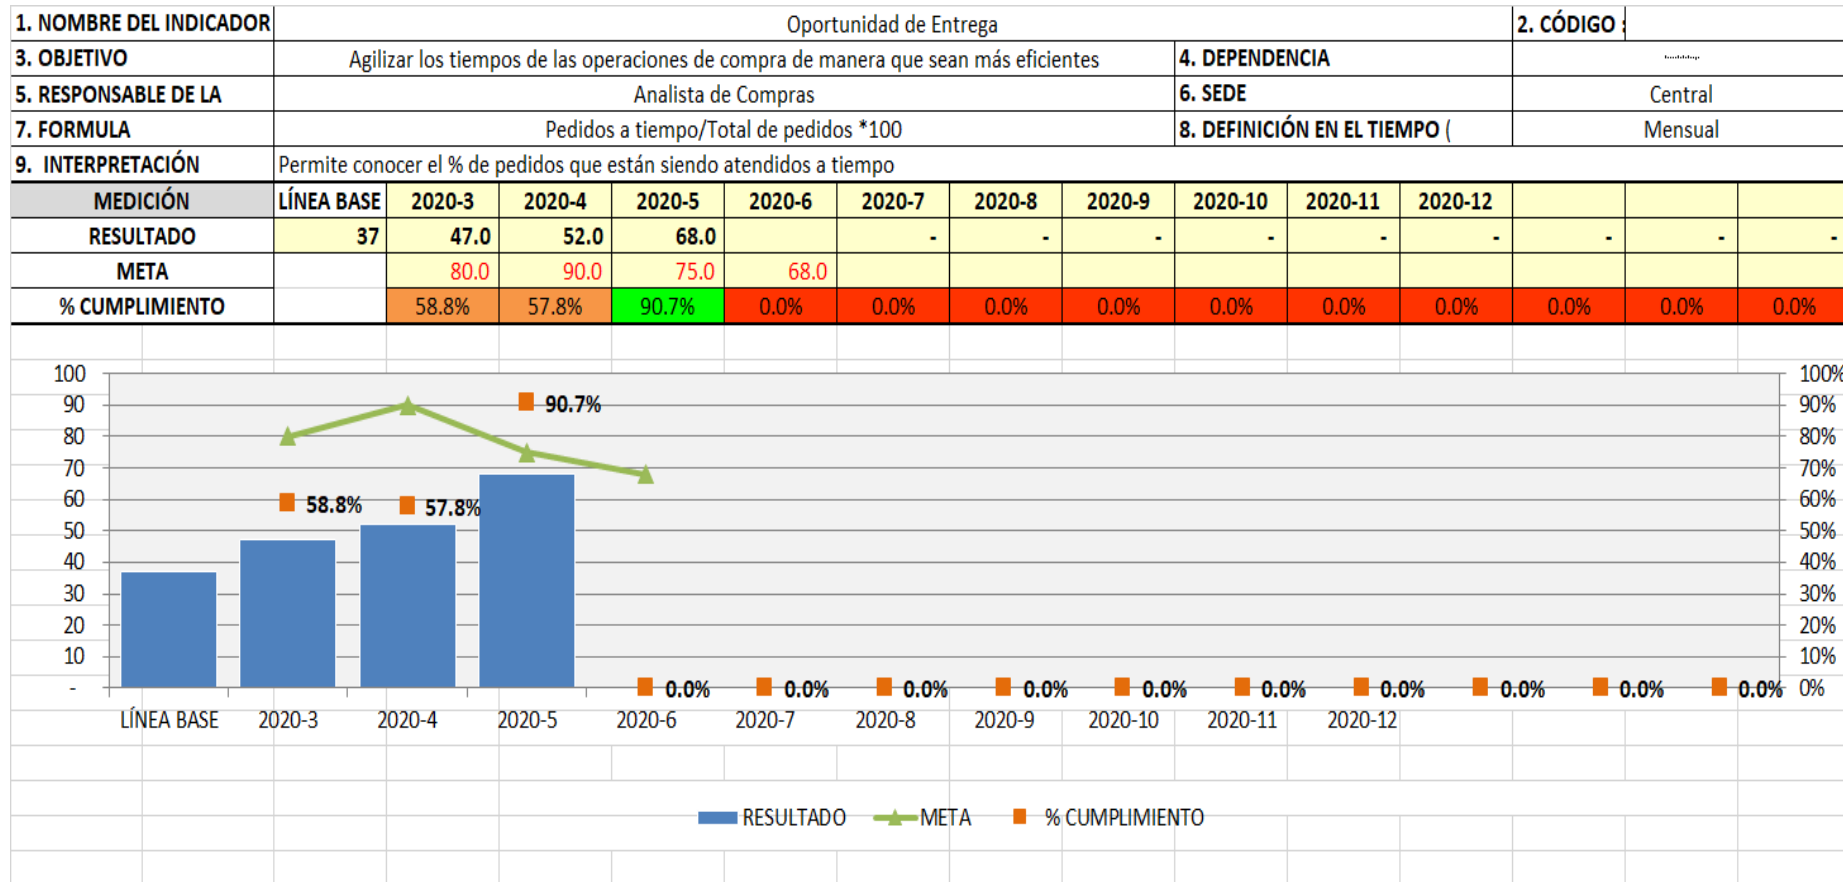 1. NOMBRE DEL INDICADOR Oportunidad de Entrega 2. CÓDIGO :
3. OBJETIVO Agilizar los tiempos de las operaciones de compra de manera que sean más eficientes 4. DEPENDENCIA
5. RESPONSABLE DE LA Analista de Compras 6. SEDE Central
7. FORMULA Pedidos a tiempo/Total de pedidos *100 8. DEFINICIÓN EN EL TIEMPO ( Mensual
9. INTERPRETACIÓN Permite conocer el % de pedidos que están siendo atendidos a tiempo
MEDICIÓN LÍNEA BASE 2020-3 2020-4 2020-5 2020-6 2020-7 2020-8 2020-9 2020-10 2020-11 2020-12
RESULTADO 37 47.0 52.0 68.0 - - - - - - - - -
META 80.0 90.0 75.0 68.0
% CUMPLIMIENTO 58.8% 57.8% 90.7% 0.0% 0.0% 0.0% 0.0% 0.0% 0.0% 0.0% 0.0% 0.0% 0.0%
100 100%
90 90.7% 90%
80 80%
70 70%
60 58.8% 57.8% 60%
50 50%
40 40%
30 30%
20 20%
10 10%
- 0.0% 0.0% 0.0% 0.0% 0.0% 0.0% 0.0% 0.0% 0.0% 0.0% 0%
LÍNEA BASE 2020-3 2020-4 2020-5 2020-6 2020-7 2020-8 2020-9 2020-10 2020-11 2020-12
RESULTADO META % CUMPLIMIENTO